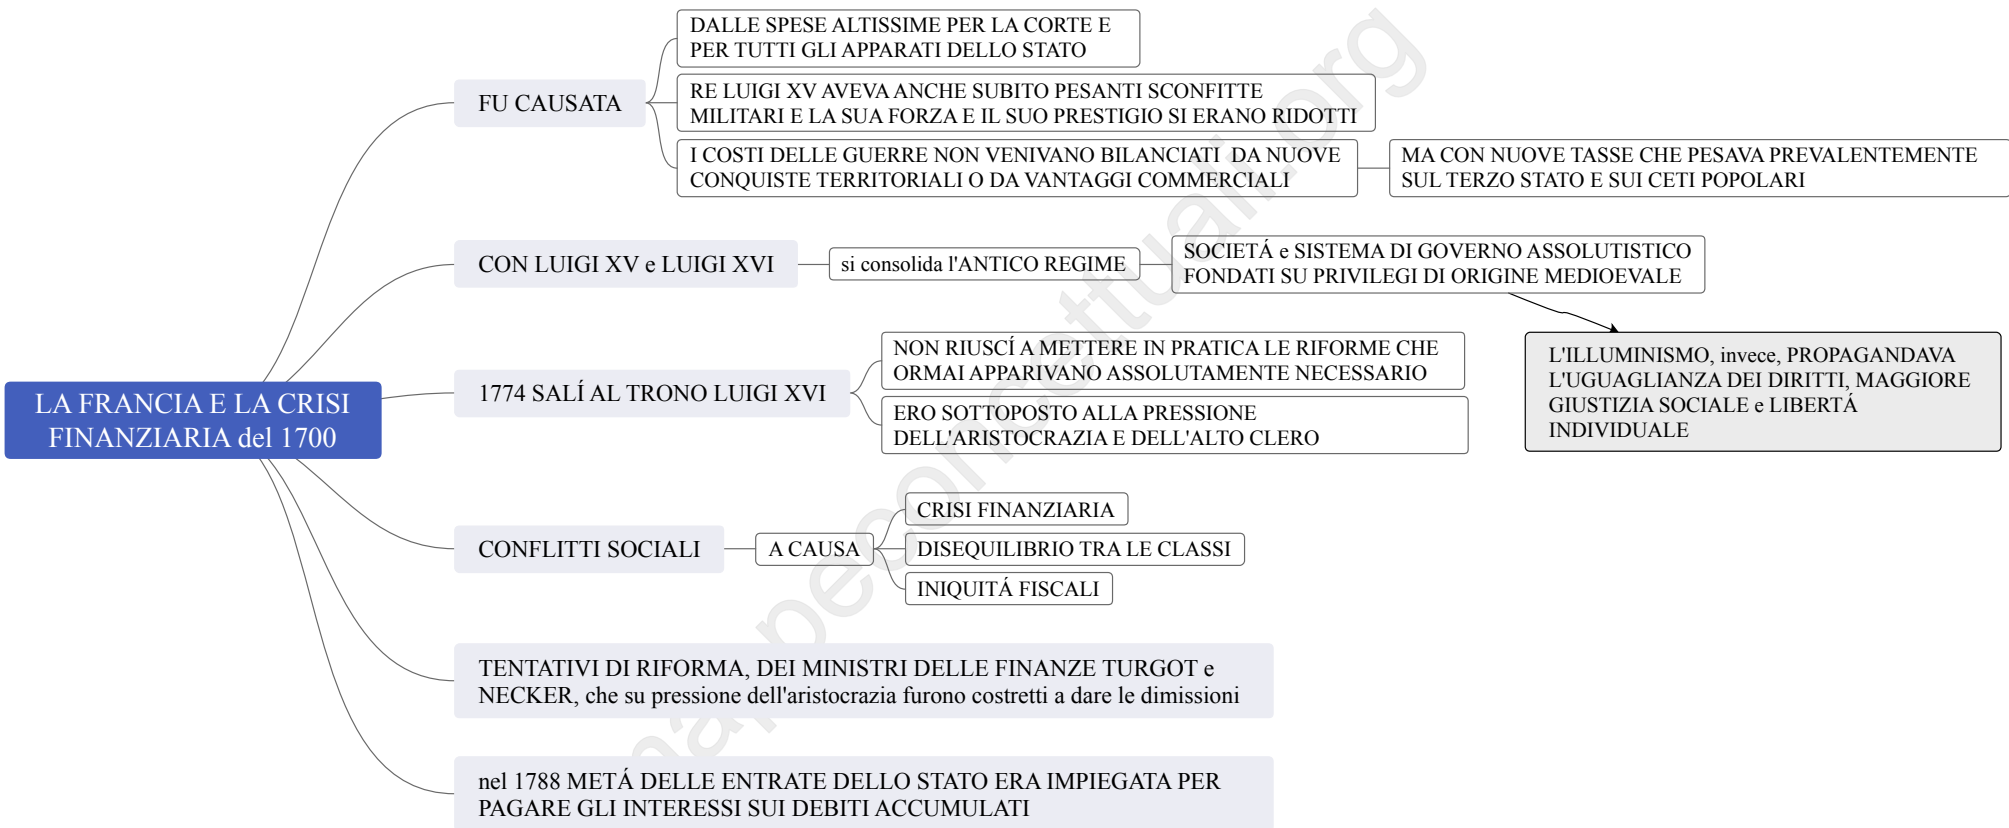 LA FRANCIA E LA CRISI
FINANZIARIA del 1700
FU CAUSATA
DALLE SPESE ALTISSIME PER LA CORTE E
PER TUTTI GLI APPARATI DELLO STATO
RE LUIGI XV AVEVA ANCHE SUBITO PESANTI SCONFITTE
MILITARI E LA SUA FORZA E IL SUO PRESTIGIO SI ERANO RIDOTTI
I COSTI DELLE GUERRE NON VENIVANO BILANCIATI DA NUOVE
CONQUISTE TERRITORIALI O DA VANTAGGI COMMERCIALI
MA CON NUOVE TASSE CHE PESAVA PREVALENTEMENTE
SUL TERZO STATO E SUI CETI POPOLARI
CON LUIGI XV e LUIGI XVI
si consolida l'ANTICO REGIME
SOCIETÁ e SISTEMA DI GOVERNO ASSOLUTISTICO
FONDATI SU PRIVILEGI DI ORIGINE MEDIOEVALE
L'ILLUMINISMO, invece, PROPAGANDAVA
L'UGUAGLIANZA DEI DIRITTI, MAGGIORE
GIUSTIZIA SOCIALE e LIBERTÁ
INDIVIDUALE
1774 SALÍ AL TRONO LUIGI XVI
NON RIUSCÍ A METTERE IN PRATICA LE RIFORME CHE
ORMAI APPARIVANO ASSOLUTAMENTE NECESSARIO
ERO SOTTOPOSTO ALLA PRESSIONE
DELL'ARISTOCRAZIA E DELL'ALTO CLERO
CONFLITTI SOCIALI
A CAUSA
CRISI FINANZIARIA
DISEQUILIBRIO TRA LE CLASSI
INIQUITÁ FISCALI
TENTATIVI DI RIFORMA, DEI MINISTRI DELLE FINANZE TURGOT e
NECKER, che su pressione dell'aristocrazia furono costretti a dare le dimissioni
nel 1788 METÁ DELLE ENTRATE DELLO STATO ERA IMPIEGATA PER
PAGARE GLI INTERESSI SUI DEBITI ACCUMULATI
mapeconcettuali.org